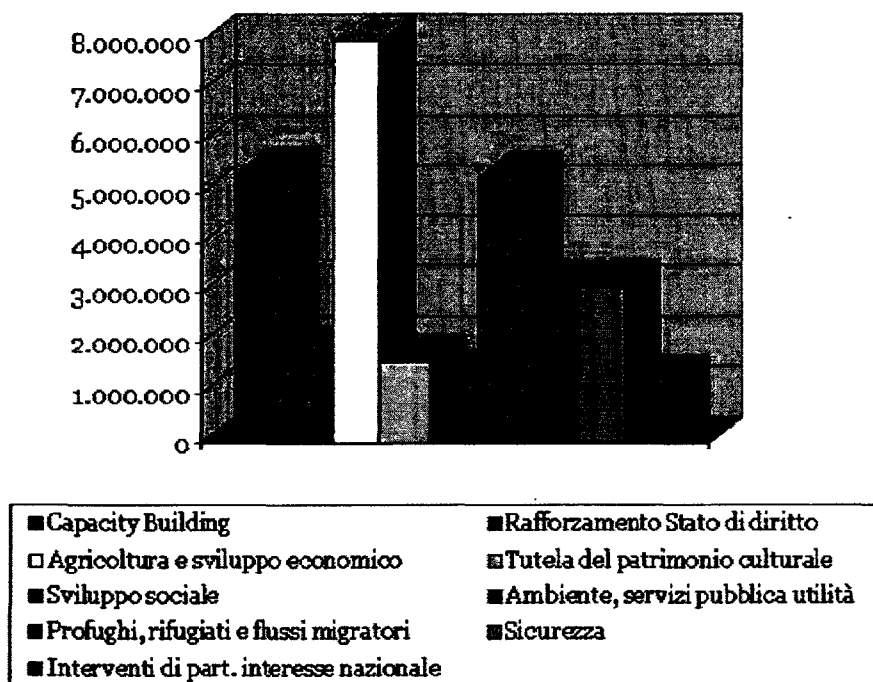 8.000.000
7.000.000
6.000.000
5.000.000
4.000.000
3.000.000
2.000.000
1.000.000
0
Capacity Building
Rafforzamento Stato di diritto
Agricoltura e sviluppo economico
Tutela del patrimonio culturale
Sviluppo sociale
Ambiente, servizi pubblica utilità
Profughi, rifugiati e flussi migratori
Sicurezza
Interventi di part. interesse nazionale